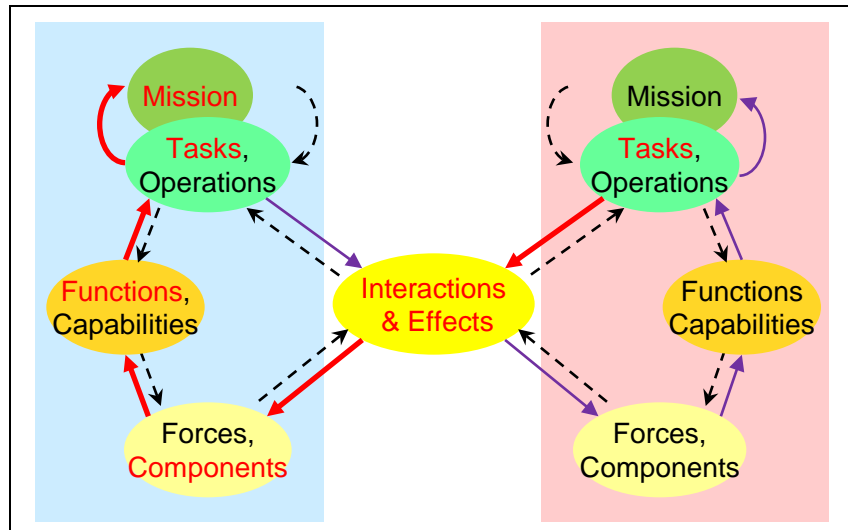 Mission
Tasks,
Operations
Functions,
Capabilities
Forces,
Components
Interactions
& Effects
Mission
Tasks,
Operations
Functions
Capabilities
Forces,
Components